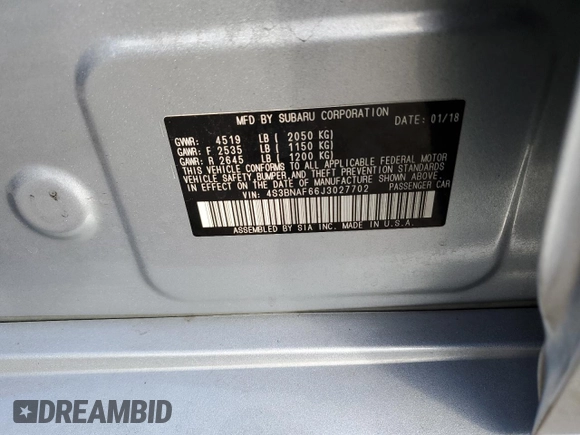 MFD BY SUBARU CORPORATION DATE: 01/18
GVWR: 4519 LB ( 2050 KG)
GAWR: F 2535 LB ( 1150 KG)
GAWR: R 2645 LB ( 1200 KG)
THIS VEHICLE CONFORMS TO ALL APPLICABLE FEDERAL MOTOR
VEHICLE SAFETY, BUMPER, AND THEFT PREVENTION STANDARDS
IN EFFECT ON THE DATE OF MANUFACTURE SHOWN ABOVE.
VIN: 4S3BNAF66J3027702 PASSENGER CAR
ASSEMBLED BY SIA INC. MADE IN U.S.A.
DREAMBID